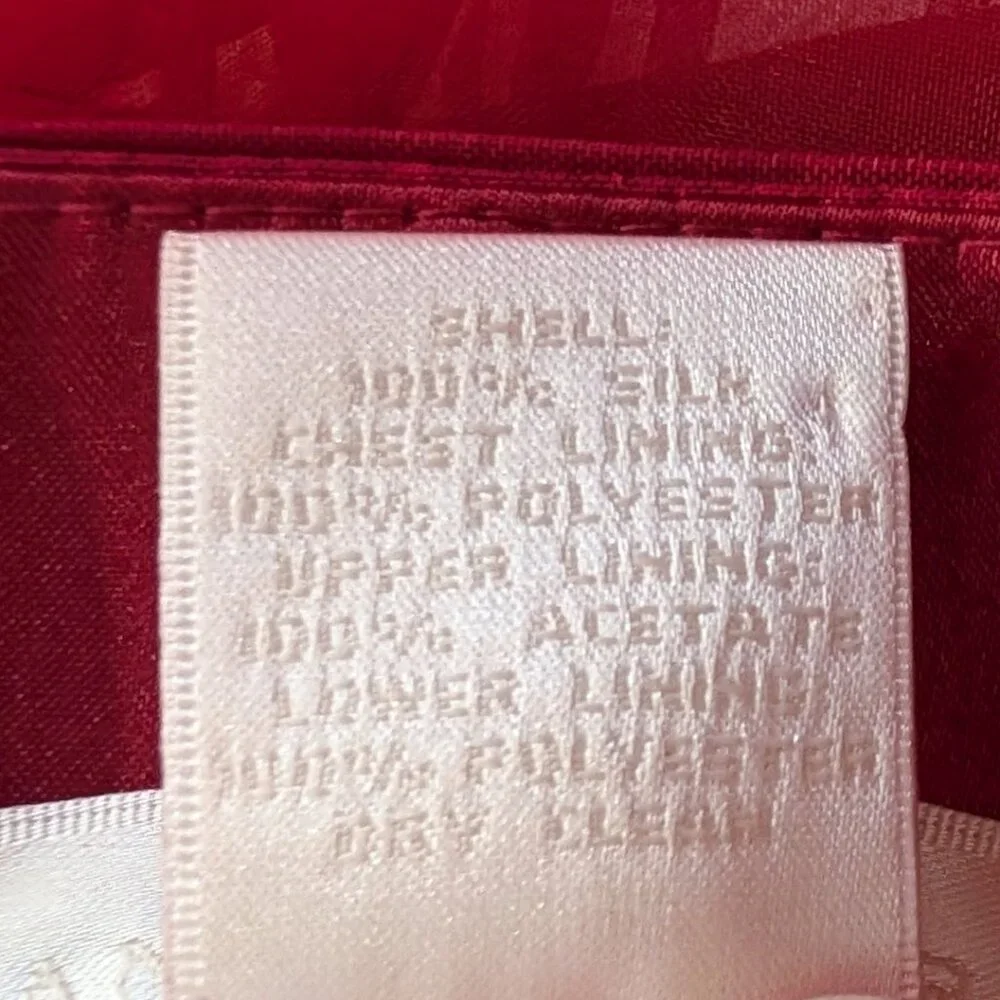 SHELL:
100% SILK
CHEST LINING:
100% POLYESTER
UPPER LINING:
100% ACETATE
LOWER LINING:
100% POLYESTER
DRY CLEAN